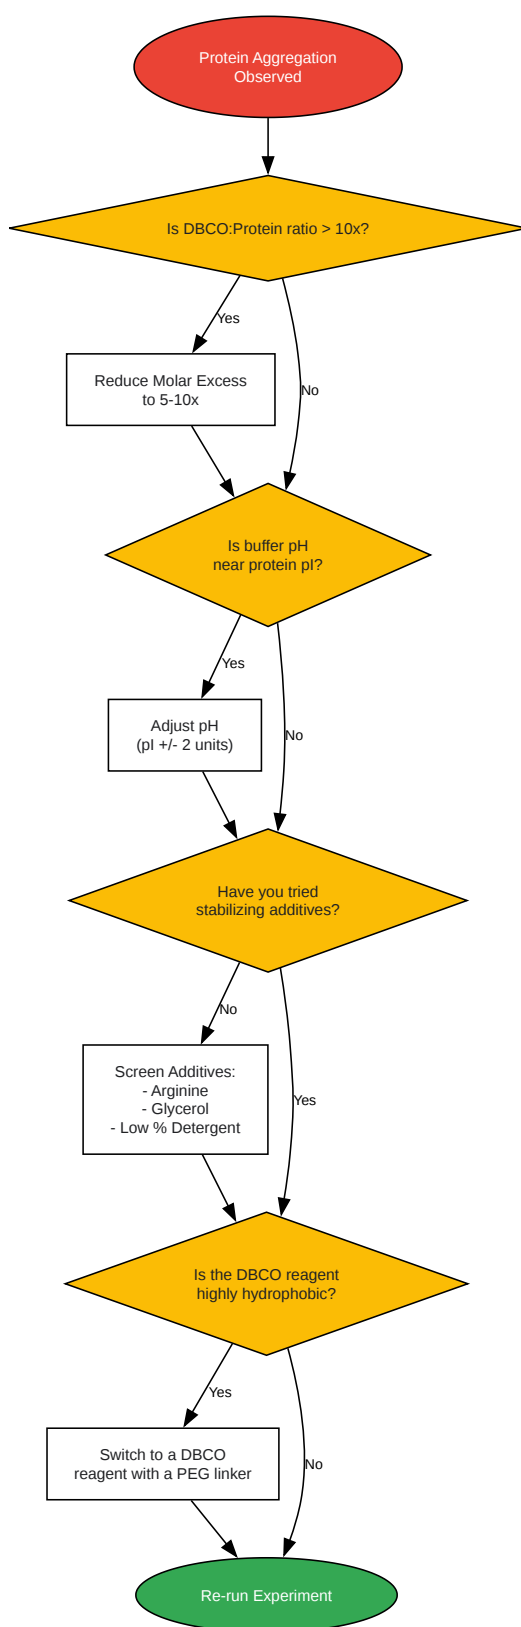 Protein Aggregation
Observed
Is DBCO:Protein ratio > 10x?
Yes
Reduce Molar Excess
to 5-10x
No
Is buffer pH
near protein pI?
Yes
Adjust pH
(pI +/- 2 units)
No
Have you tried
stabilizing additives?
No
Screen Additives:
- Arginine
- Glycerol
- Low % Detergent
Yes
Is the DBCO reagent
highly hydrophobic?
Yes
Switch to a DBCO
reagent with a PEG linker
No
Re-run Experiment